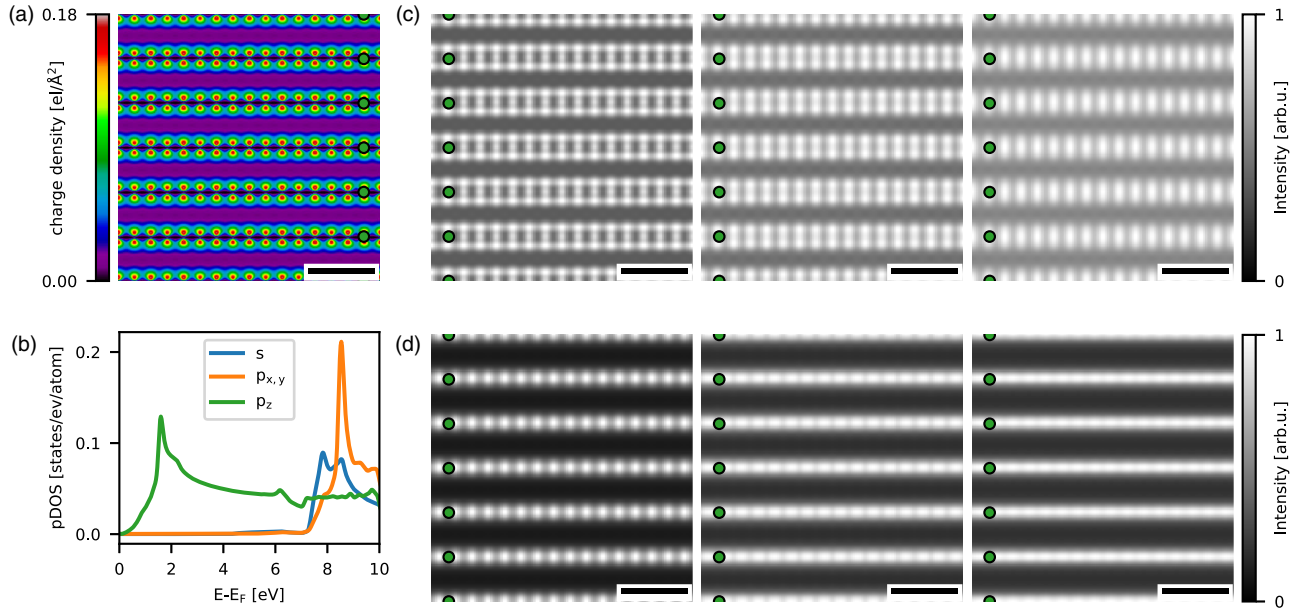 (a)
0.18
charge density [el/Å²]
0.00
(b)
s
pₓ,ᵧ
p_z
0.2
0.1
0.0
pDOS [states/ev/atom]
0 2 4 6 8 10
E-E_F [eV]
(c)
1
Intensity [arb.u.]
0
(d)
1
Intensity [arb.u.]
0